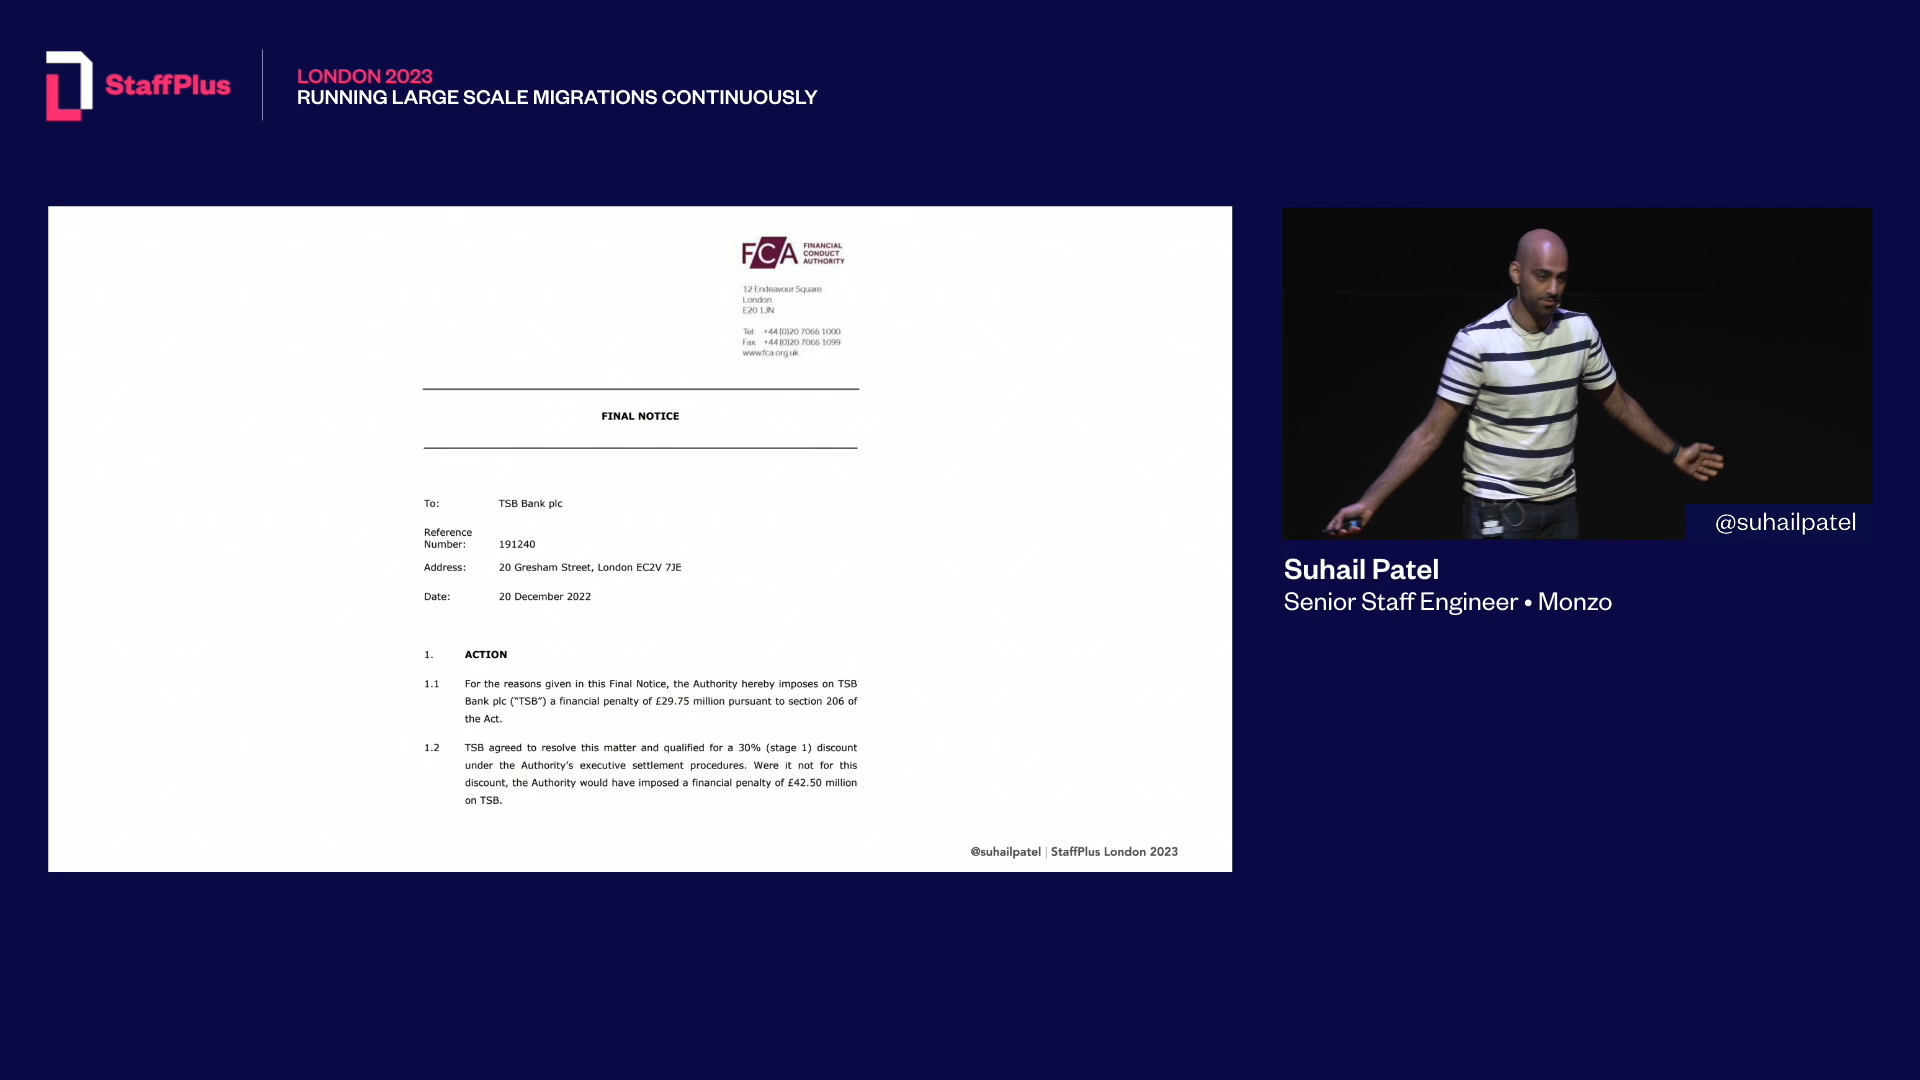 StaffPlus
LONDON 2023
RUNNING LARGE SCALE MIGRATIONS CONTINUOUSLY
FCA FINANCIAL
CONDUCT
AUTHORITY
12 Endeavour Square
London
E20 1JN
Tel +44 (0)20 7066 1000
Fax +44 (0)20 7066 1099
www.fca.org.uk
FINAL NOTICE
To: TSB Bank plc
Reference
Number: 191240
Address: 20 Gresham Street, London EC2V 7JE
Date: 20 December 2022
1. ACTION
1.1 For the reasons given in this Final Notice, the Authority hereby imposes on TSB
Bank plc (“TSB”) a financial penalty of £29.75 million pursuant to section 206 of
the Act.
1.2 TSB agreed to resolve this matter and qualified for a 30% (stage 1) discount
under the Authority’s executive settlement procedures. Were it not for this
discount, the Authority would have imposed a financial penalty of £42.50 million
on TSB.
@suhailpatel | StaffPlus London 2023
@suhailpatel
Suhail Patel
Senior Staff Engineer • Monzo